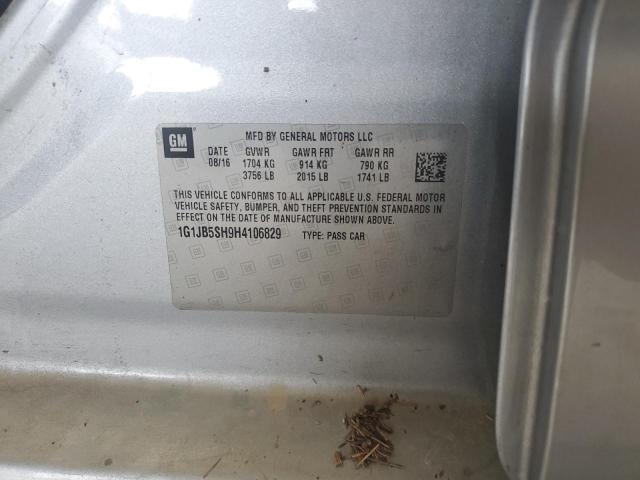 GM
MFD BY GENERAL MOTORS LLC
DATE GVWR GAWR FRT GAWR RR
08/16 1704 KG 914 KG 790 KG
3756 LB 2015 LB 1741 LB
THIS VEHICLE CONFORMS TO ALL APPLICABLE U.S. FEDERAL MOTOR
VEHICLE SAFETY, BUMPER, AND THEFT PREVENTION STANDARDS IN
EFFECT ON THE DATE OF MANUFACTURE SHOWN ABOVE.
1G1JB5SH9H4106829 TYPE: PASS CAR